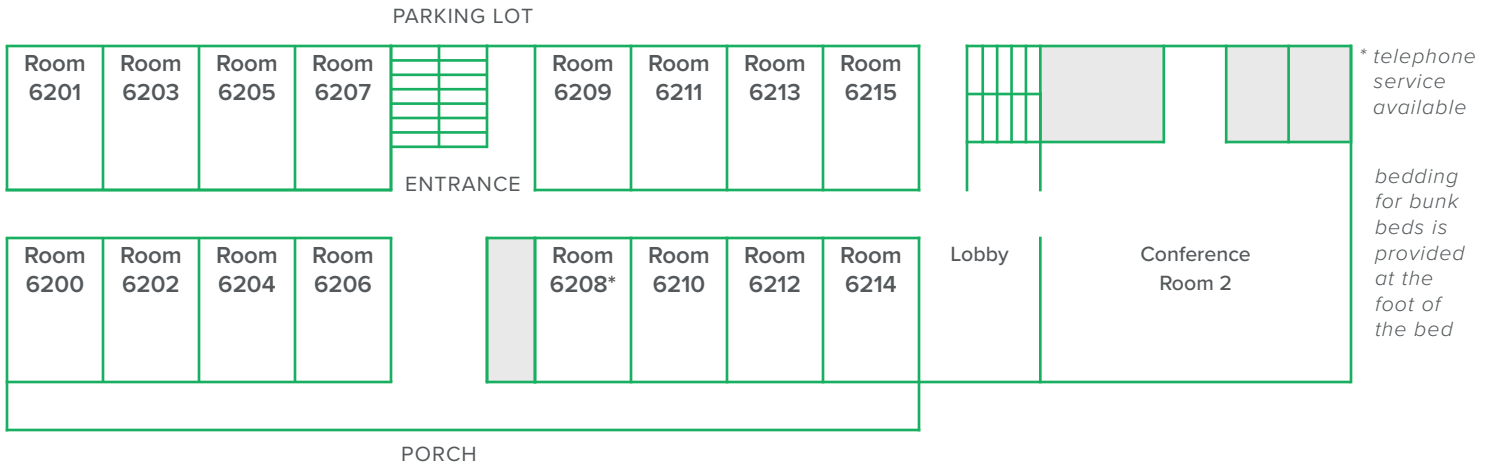 PARKING LOT
Room
6201
Room
6203
Room
6205
Room
6207
Room
6209
Room
6211
Room
6213
Room
6215
* telephone
service
available
ENTRANCE
bedding
for bunk
beds is
provided
at the
foot of
the bed
Room
6200
Room
6202
Room
6204
Room
6206
Room
6208*
Room
6210
Room
6212
Room
6214
Lobby
Conference
Room 2
PORCH